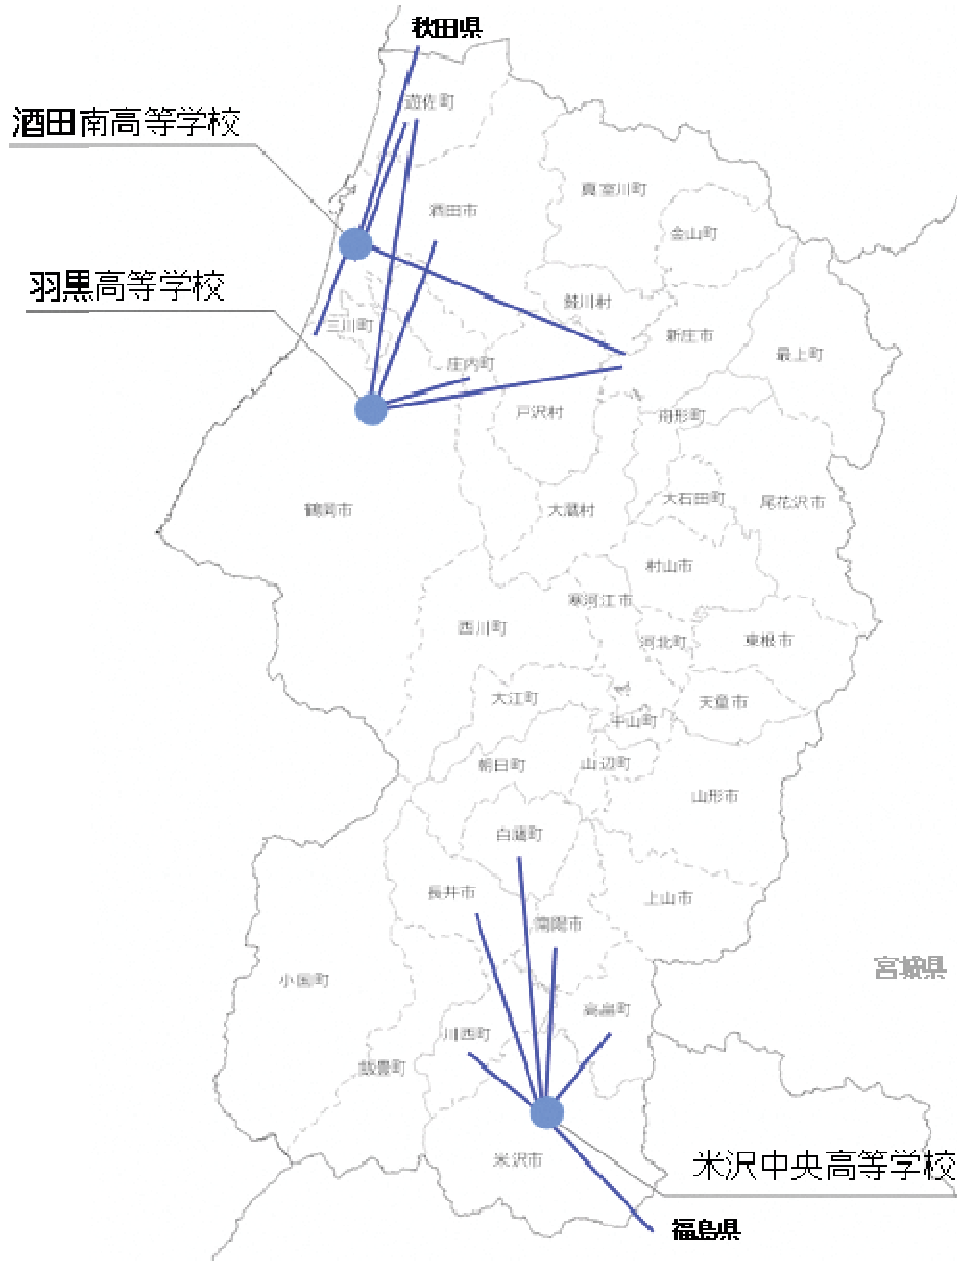 秋田県
遊佐町
酒田南高等学校
真室川町
酒田市
金山町
羽黒高等学校
鮭川村
三川町
新庄市
最上町
庄内町
戸沢村
舟形町
大石田町
尾花沢市
鶴岡市
大蔵村
村山市
寒河江市
西川町
河北町
東根市
大江町
天童市
中山町
朝日町
山辺町
山形市
白鷹町
長井市
上山市
南陽市
宮城県
小国町
高畠町
川西町
飯豊町
米沢市
米沢中央高等学校
福島県